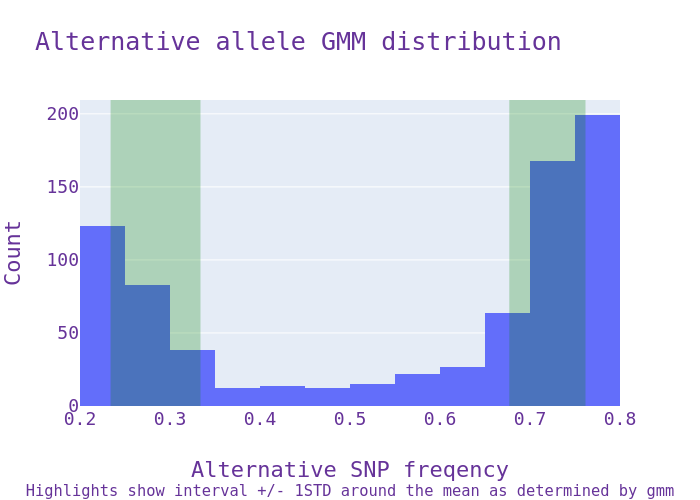 Alternative allele GMM distribution
200
150
100
50
0
Count
0.2 0.3 0.4 0.5 0.6 0.7 0.8
Alternative SNP freqency
Highlights show interval +/- 1STD around the mean as determined by gmm